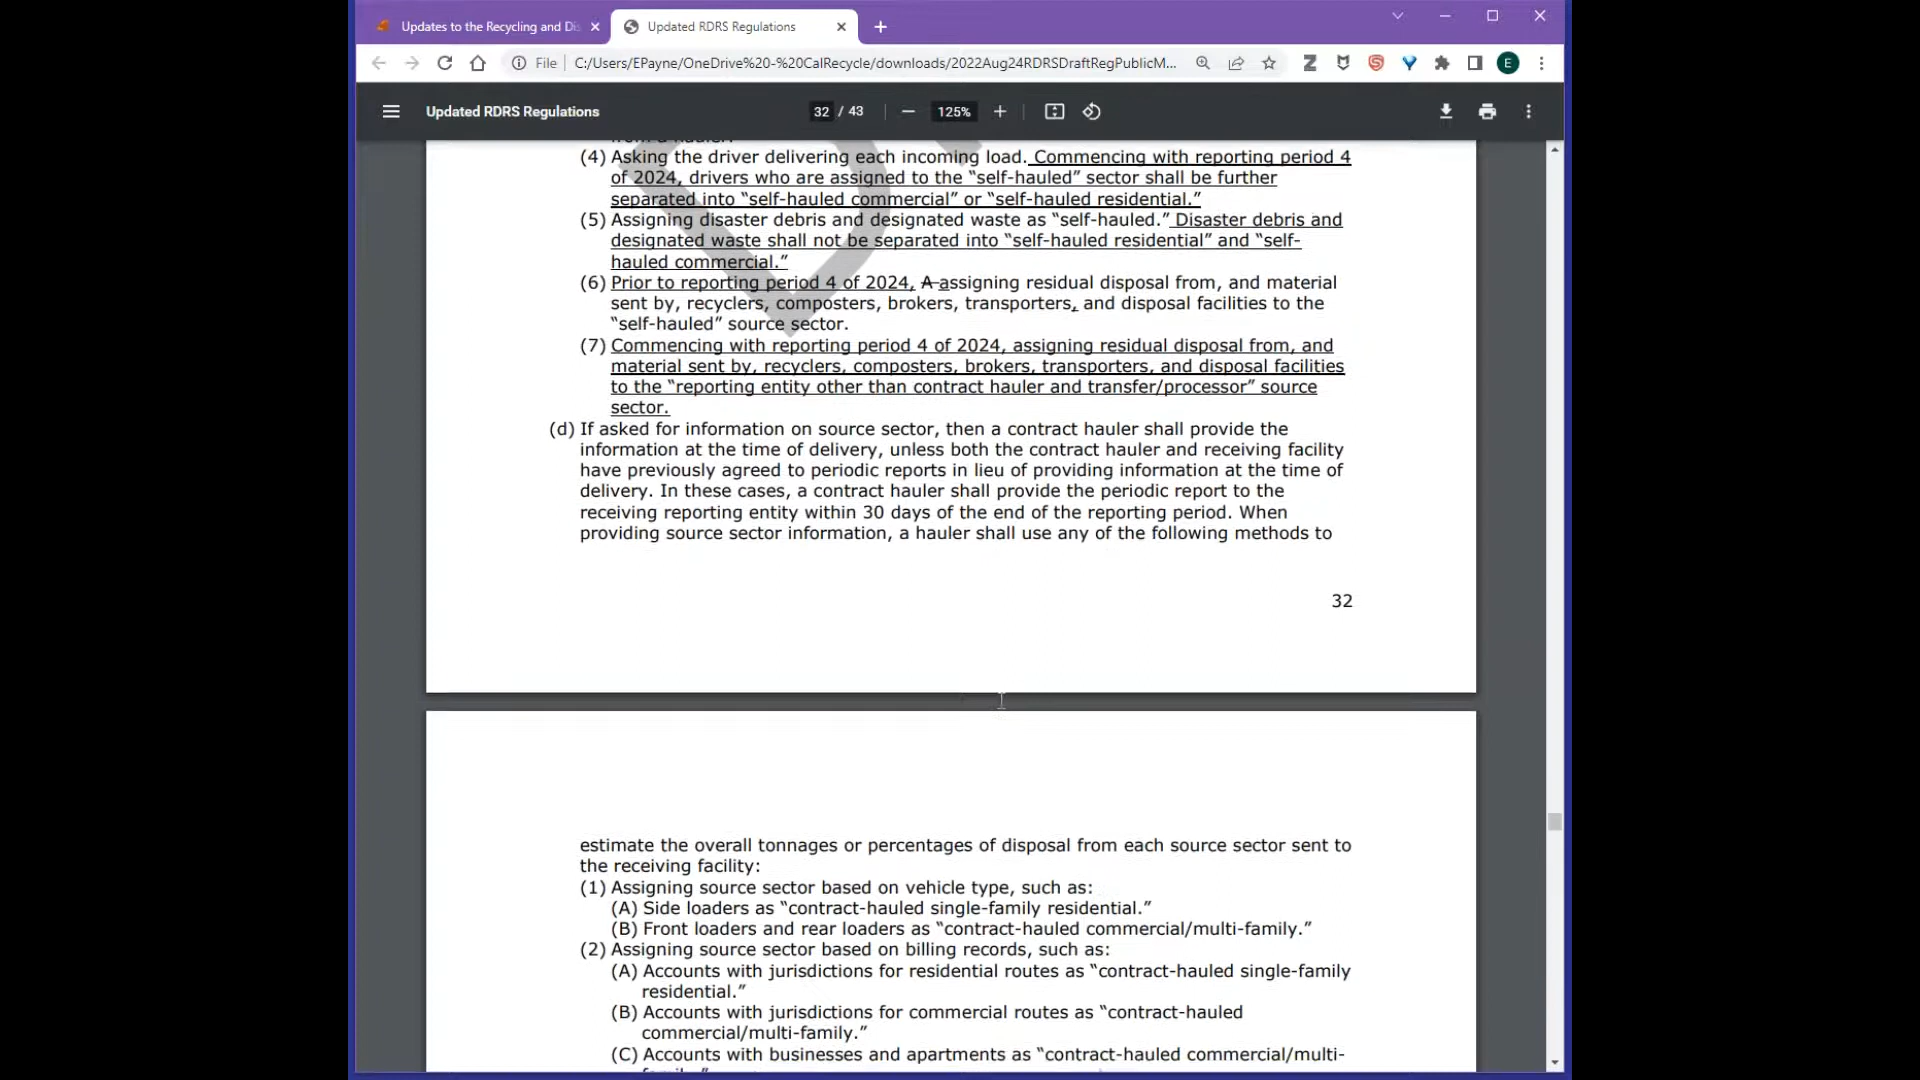 Updates to the Recycling and Di
Updated RDRS Regulations
File
C:/Users/EPayne/OneDrive%20-%20CalRecycle/downloads/2022Aug24RDRSDraftRegPublicM...
E
Updated RDRS Regulations
32 / 43
125%
from a hauler.
(4) Asking the driver delivering each incoming load. Commencing with reporting period 4
of 2024, drivers who are assigned to the “self-hauled” sector shall be further
separated into “self-hauled commercial” or “self-hauled residential.”
(5) Assigning disaster debris and designated waste as “self-hauled.” Disaster debris and
designated waste shall not be separated into “self-hauled residential” and “self-
hauled commercial.”
(6) Prior to reporting period 4 of 2024, A assigning residual disposal from, and material
sent by, recyclers, composters, brokers, transporters, and disposal facilities to the
“self-hauled” source sector.
(7) Commencing with reporting period 4 of 2024, assigning residual disposal from, and
material sent by, recyclers, composters, brokers, transporters, and disposal facilities
to the “reporting entity other than contract hauler and transfer/processor” source
sector.
(d) If asked for information on source sector, then a contract hauler shall provide the
information at the time of delivery, unless both the contract hauler and receiving facility
have previously agreed to periodic reports in lieu of providing information at the time of
delivery. In these cases, a contract hauler shall provide the periodic report to the
receiving reporting entity within 30 days of the end of the reporting period. When
providing source sector information, a hauler shall use any of the following methods to
32
estimate the overall tonnages or percentages of disposal from each source sector sent to
the receiving facility:
(1) Assigning source sector based on vehicle type, such as:
(A) Side loaders as “contract-hauled single-family residential.”
(B) Front loaders and rear loaders as “contract-hauled commercial/multi-family.”
(2) Assigning source sector based on billing records, such as:
(A) Accounts with jurisdictions for residential routes as “contract-hauled single-family
residential.”
(B) Accounts with jurisdictions for commercial routes as “contract-hauled
commercial/multi-family.”
(C) Accounts with businesses and apartments as “contract-hauled commercial/multi-
family.”